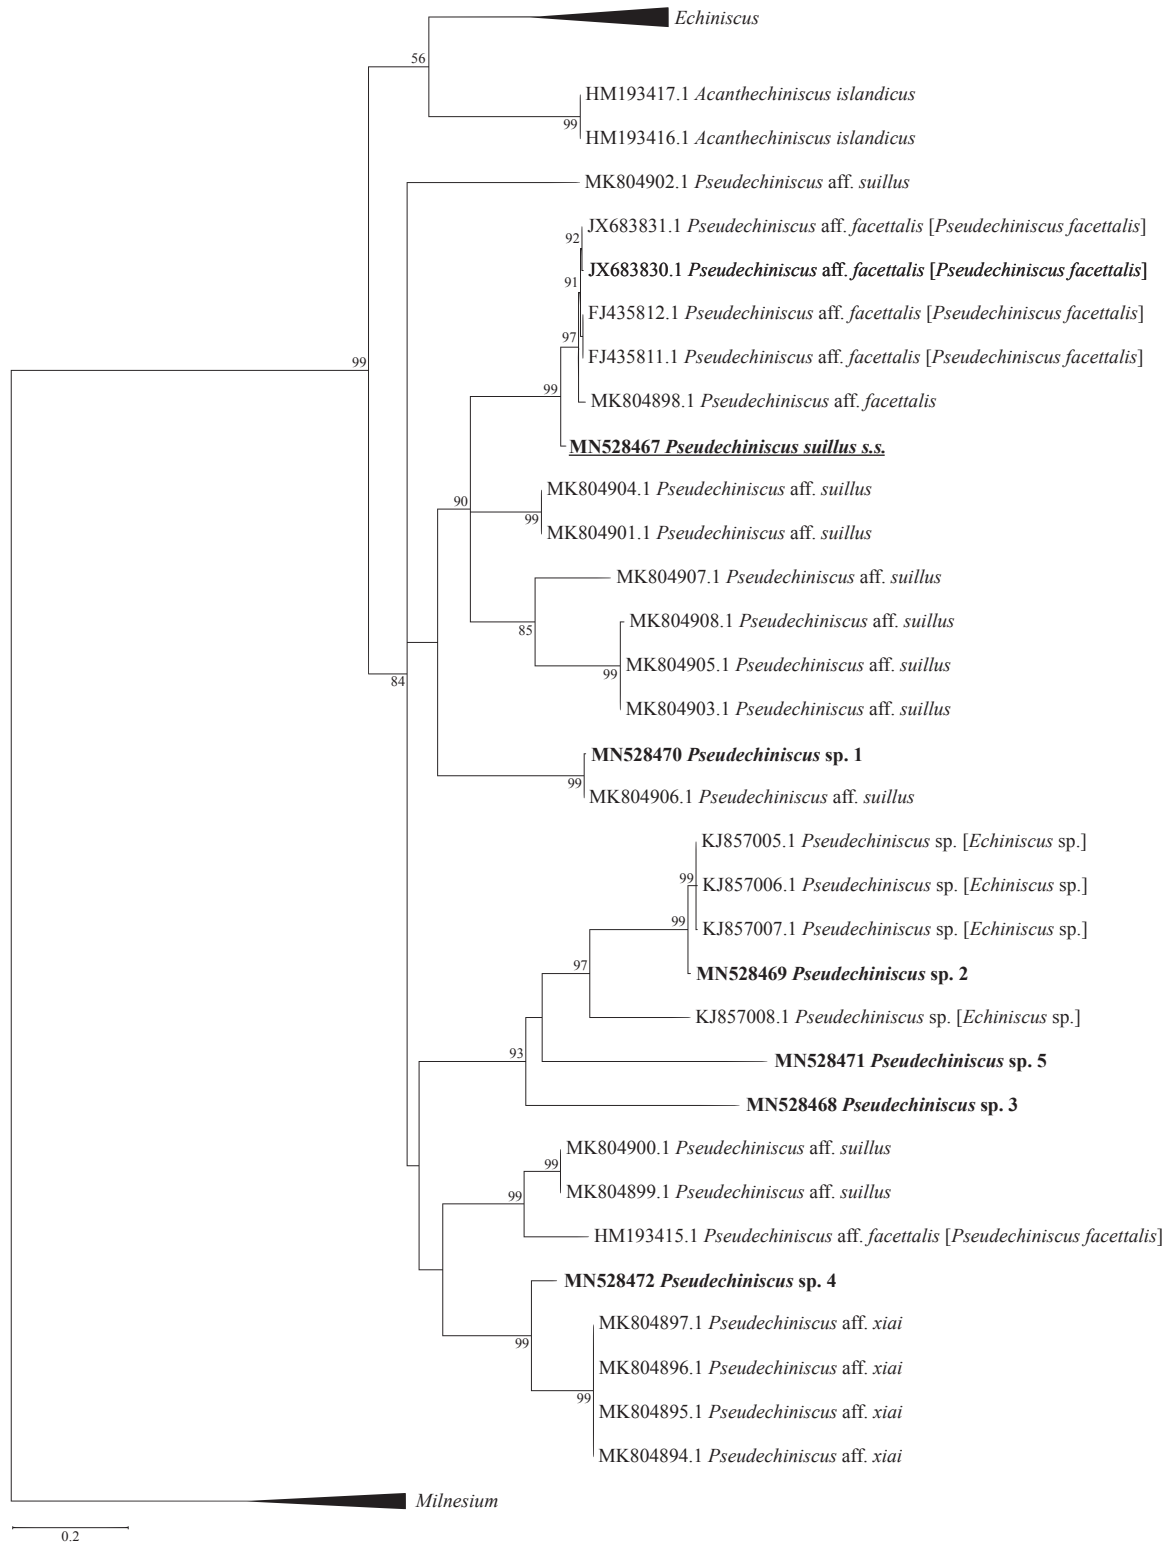 Echiniscus
56
HM193417.1 Acanthechiniscus islandicus
99
HM193416.1 Acanthechiniscus islandicus
MK804902.1 Pseudechiniscus aff. suillus
JX683831.1 Pseudechiniscus aff. facettalis [Pseudechiniscus facettalis]
92
JX683830.1 Pseudechiniscus aff. facettalis [Pseudechiniscus facettalis]
91
FJ435812.1 Pseudechiniscus aff. facettalis [Pseudechiniscus facettalis]
97
FJ435811.1 Pseudechiniscus aff. facettalis [Pseudechiniscus facettalis]
99
99
MK804898.1 Pseudechiniscus aff. facettalis
MN528467 Pseudechiniscus suillus s.s.
MK804904.1 Pseudechiniscus aff. suillus
90
99
MK804901.1 Pseudechiniscus aff. suillus
MK804907.1 Pseudechiniscus aff. suillus
MK804908.1 Pseudechiniscus aff. suillus
85
MK804905.1 Pseudechiniscus aff. suillus
99
84
MK804903.1 Pseudechiniscus aff. suillus
MN528470 Pseudechiniscus sp. 1
99
MK804906.1 Pseudechiniscus aff. suillus
KJ857005.1 Pseudechiniscus sp. [Echiniscus sp.]
99
KJ857006.1 Pseudechiniscus sp. [Echiniscus sp.]
99
KJ857007.1 Pseudechiniscus sp. [Echiniscus sp.]
97
MN528469 Pseudechiniscus sp. 2
KJ857008.1 Pseudechiniscus sp. [Echiniscus sp.]
93
MN528471 Pseudechiniscus sp. 5
MN528468 Pseudechiniscus sp. 3
MK804900.1 Pseudechiniscus aff. suillus
99
MK804899.1 Pseudechiniscus aff. suillus
99
HM193415.1 Pseudechiniscus aff. facettalis [Pseudechiniscus facettalis]
MN528472 Pseudechiniscus sp. 4
MK804897.1 Pseudechiniscus aff. xiai
99
MK804896.1 Pseudechiniscus aff. xiai
99
MK804895.1 Pseudechiniscus aff. xiai
MK804894.1 Pseudechiniscus aff. xiai
Milnesium
0.2